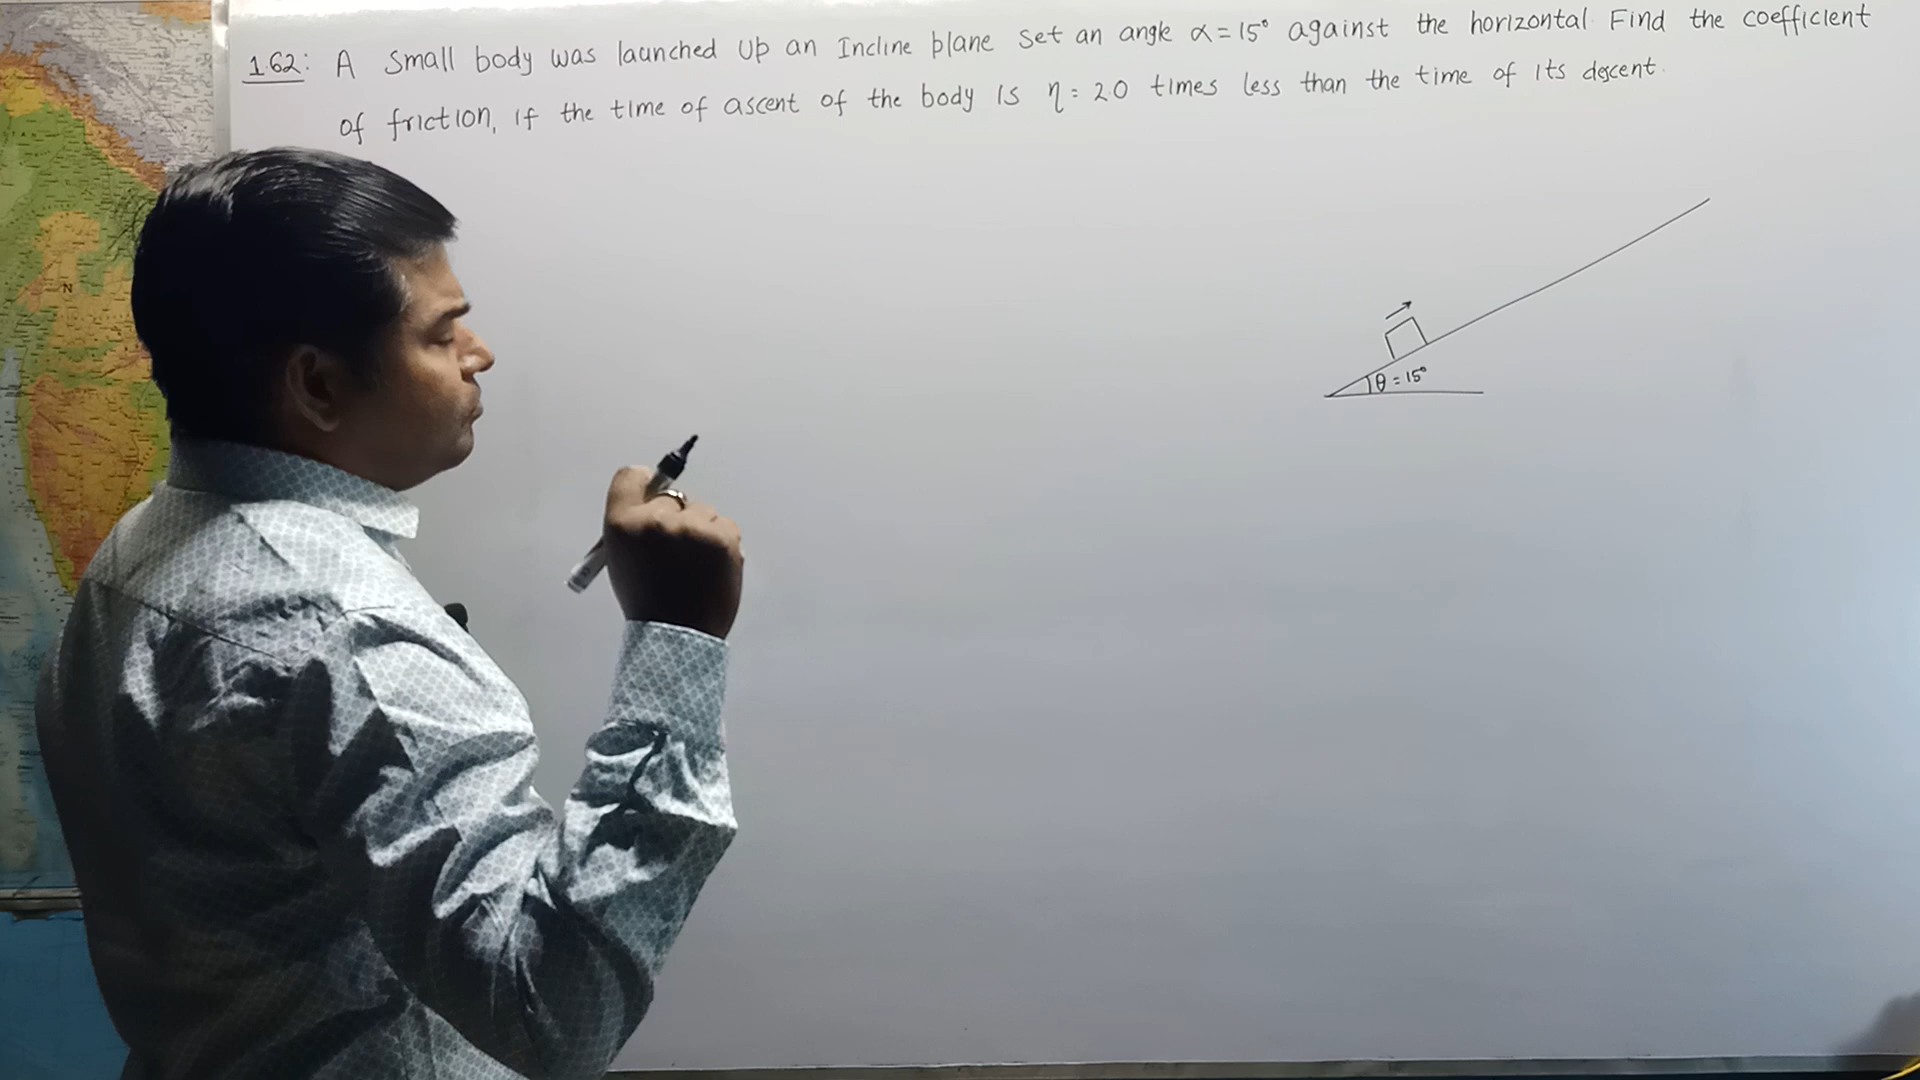 1.62: A small body was launched up an incline plane set an angle α = 15° against the horizontal. Find the coefficient
of friction, if the time of ascent of the body is η = 2.0 times less than the time of its descent.
θ = 15°
N